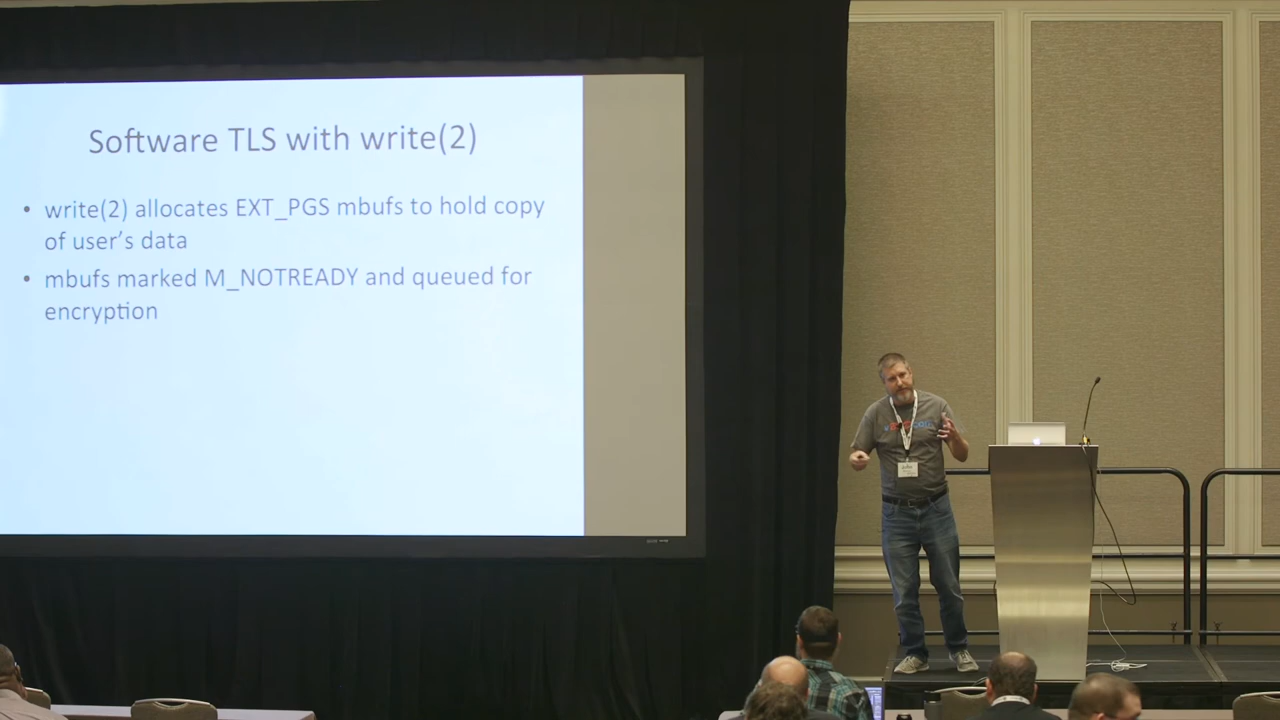 Software TLS with write(2)
• write(2) allocates EXT_PGS mbufs to hold copy
of user's data
• mbufs marked M_NOTREADY and queued for
encryption